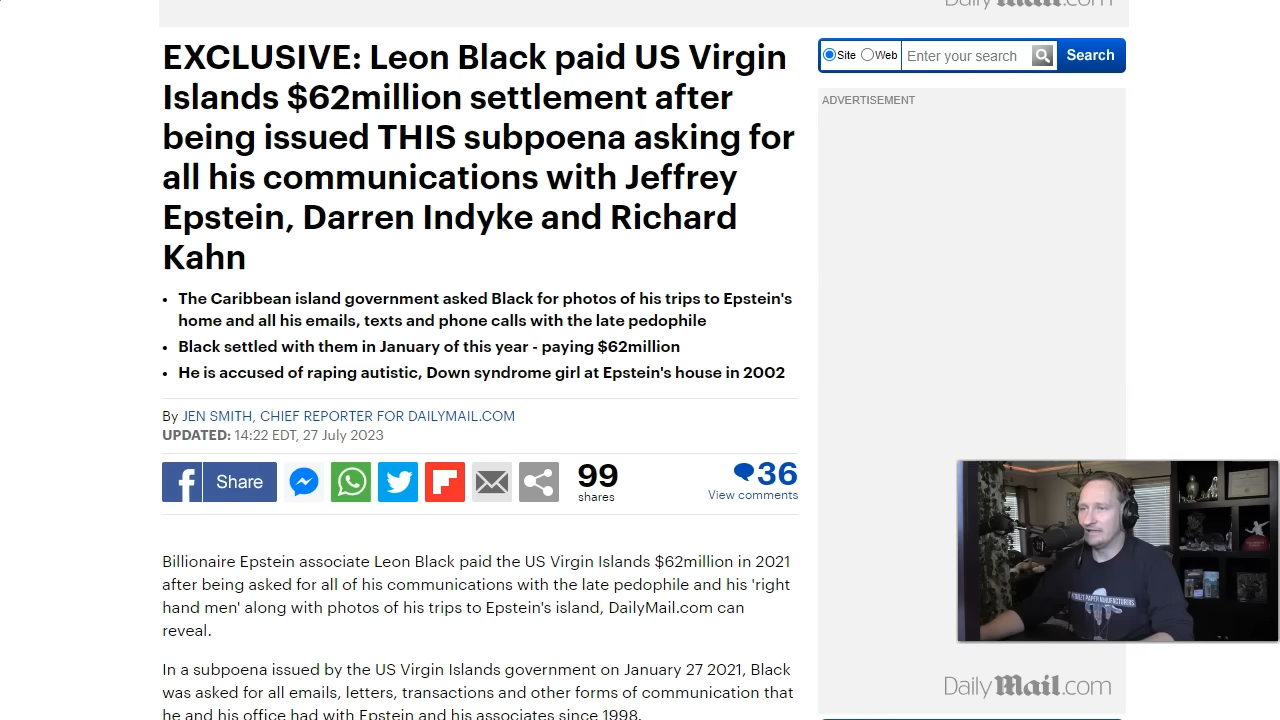 Daily Mail.com
EXCLUSIVE: Leon Black paid US Virgin
Islands $62million settlement after
being issued THIS subpoena asking for
all his communications with Jeffrey
Epstein, Darren Indyke and Richard
Kahn
• The Caribbean island government asked Black for photos of his trips to Epstein's
home and all his emails, texts and phone calls with the late pedophile
• Black settled with them in January of this year - paying $62million
• He is accused of raping autistic, Down syndrome girl at Epstein's house in 2002
By JEN SMITH, CHIEF REPORTER FOR DAILYMAIL.COM
UPDATED: 14:22 EDT, 27 July 2023
Share
99
shares
36
View comments
Billionaire Epstein associate Leon Black paid the US Virgin Islands $62million in 2021
after being asked for all of his communications with the late pedophile and his 'right
hand men' along with photos of his trips to Epstein's island, DailyMail.com can
reveal.
In a subpoena issued by the US Virgin Islands government on January 27 2021, Black
was asked for all emails, letters, transactions and other forms of communication that
he and his office had with Epstein and his associates since 1998.
Site Web Enter your search Search
ADVERTISEMENT
PAPER MANUFACTURERS
Daily Mail.com